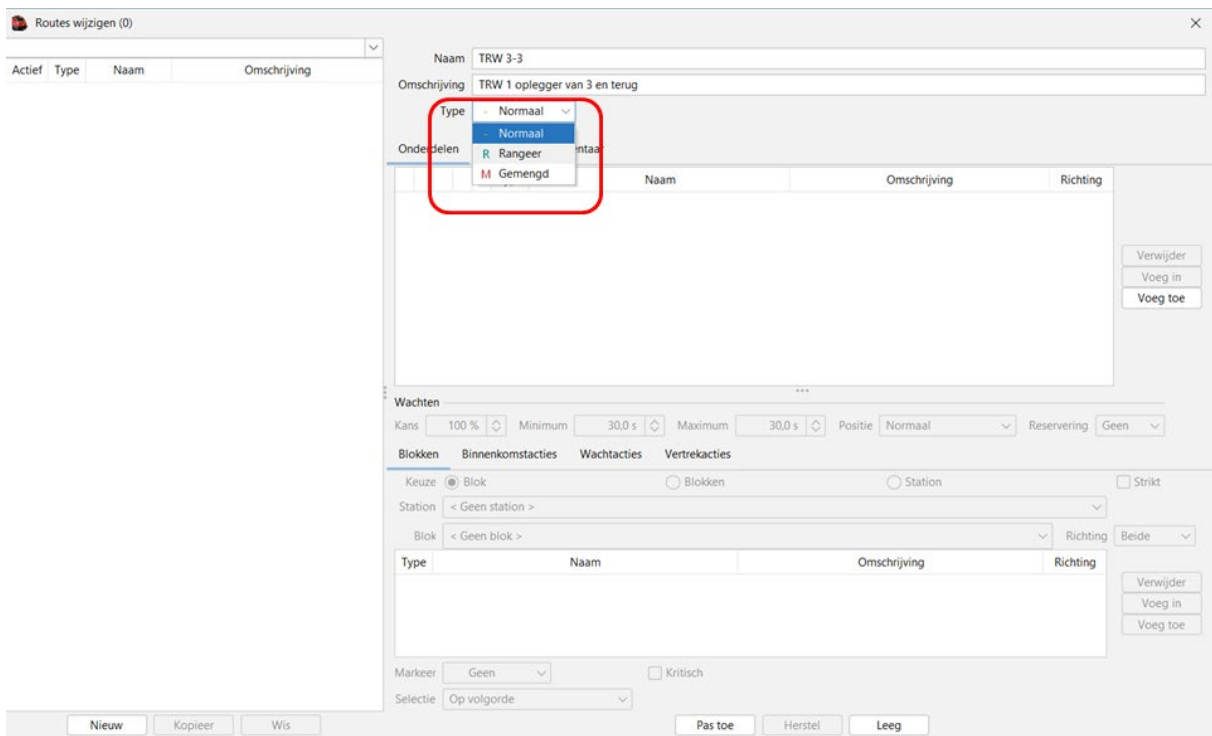 Routes wijzigen (0)
Naam TRW 3-3
Actief Type Naam Omschrijving
Omschrijving TRW 1 oplegger van 3 en terug
Type - Normaal
- Normaal
R Rangeer
M Gemengd
Onderdelen entaar
Naam Omschrijving Richting
Verwijder
Voeg in
Voeg toe
Wachten
Kans 100 % Minimum 30,0 s Maximum 30,0 s Positie Normaal Reservering Geen
Blokken Binnenkomstacties Wachtacties Vertrekacties
Keuze Blok Blokken Station Strikt
Station < Geen station >
Blok < Geen blok > Richting Beide
Type Naam Omschrijving Richting
Verwijder
Voeg in
Voeg toe
Markeer Geen Kritisch
Selectie Op volgorde
Nieuw Kopieer Wis Pas toe Herstel Leeg